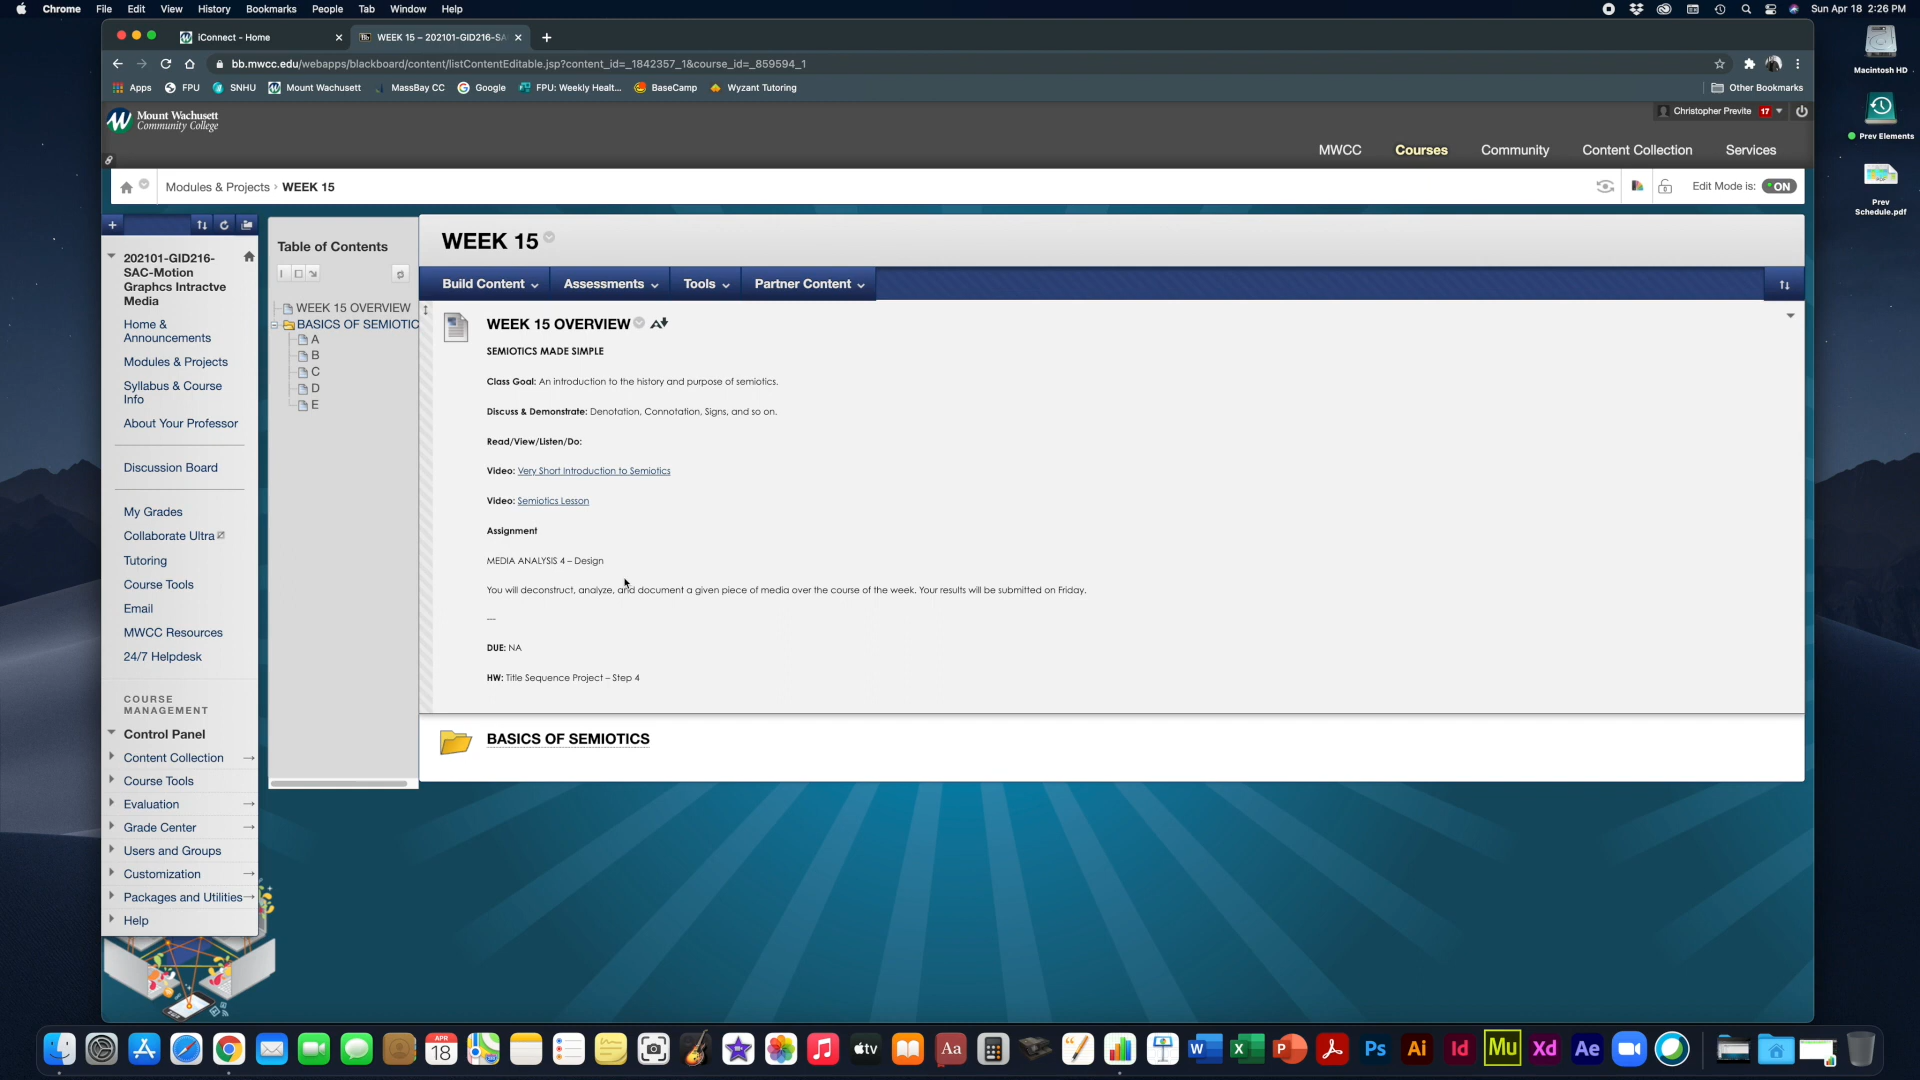 Chrome File Edit View History Bookmarks People Tab Window Help
Sun Apr 18 2:26 PM
iConnect - Home
WEEK 15 – 202101-GID216-SA
bb.mwcc.edu/webapps/blackboard/content/listContentEditable.jsp?content_id=_1842357_1&course_id=_859594_1
Apps FPU SNHU Mount Wachusett MassBay CC Google FPU: Weekly Healt... BaseCamp Wyzant Tutoring Other Bookmarks
Macintosh HD
Prev Elements
Prev
Schedule.pdf
Mount Wachusett
Community College
Christopher Previte 17
MWCC Courses Community Content Collection Services
Modules & Projects › WEEK 15
Edit Mode is: ON
202101-GID216-
SAC-Motion
Graphcs Intractve
Media
Home &
Announcements
Modules & Projects
Syllabus & Course
Info
About Your Professor
Discussion Board
My Grades
Collaborate Ultra
Tutoring
Course Tools
Email
MWCC Resources
24/7 Helpdesk
COURSE
MANAGEMENT
Control Panel
Content Collection
Course Tools
Evaluation
Grade Center
Users and Groups
Customization
Packages and Utilities
Help
Table of Contents
WEEK 15 OVERVIEW
BASICS OF SEMIOTIC
A
B
C
D
E
WEEK 15
Build Content Assessments Tools Partner Content
WEEK 15 OVERVIEW
SEMIOTICS MADE SIMPLE
Class Goal: An introduction to the history and purpose of semiotics.
Discuss & Demonstrate: Denotation, Connotation, Signs, and so on.
Read/View/Listen/Do:
Video: Very Short Introduction to Semiotics
Video: Semiotics Lesson
Assignment
MEDIA ANALYSIS 4 – Design
You will deconstruct, analyze, and document a given piece of media over the course of the week. Your results will be submitted on Friday.
---
DUE: NA
HW: Title Sequence Project – Step 4
BASICS OF SEMIOTICS
APR
18
tv
Aa
W
X
P
Ps
Ai
Id
Mu
Xd
Ae